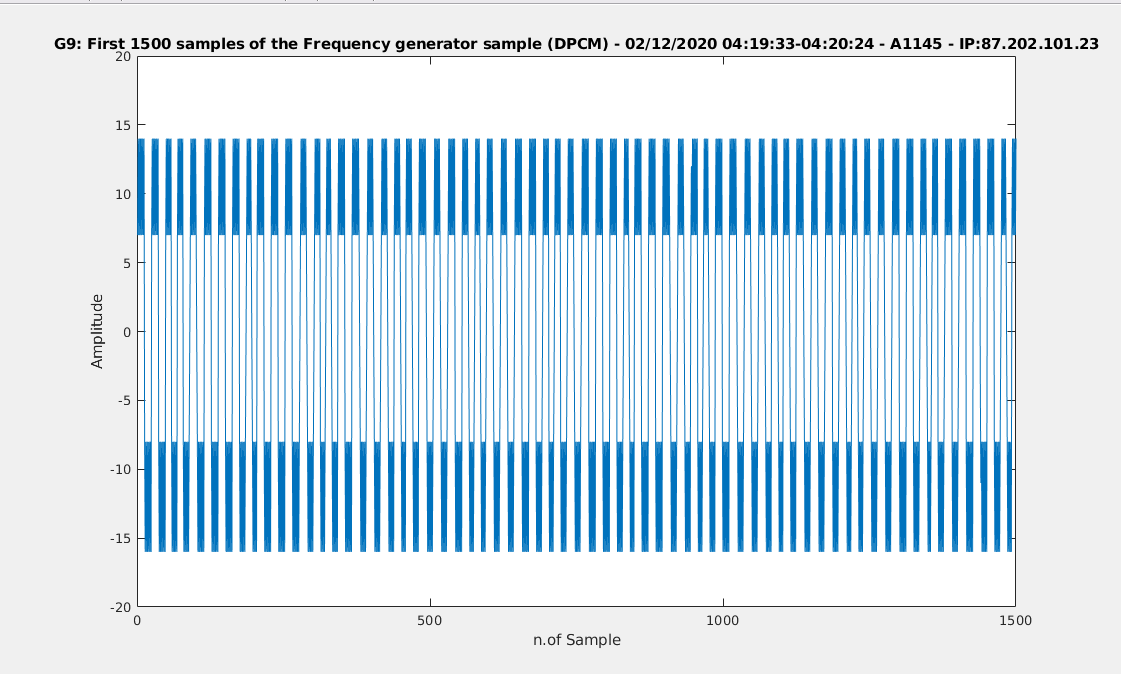 G9: First 1500 samples of the Frequency generator sample (DPCM) - 02/12/2020 04:19:33-04:20:24 - A1145 - IP:87.202.101.23
20
15
10
5
0
-5
-10
-15
-20
Amplitude
0 500 1000 1500
n.of Sample